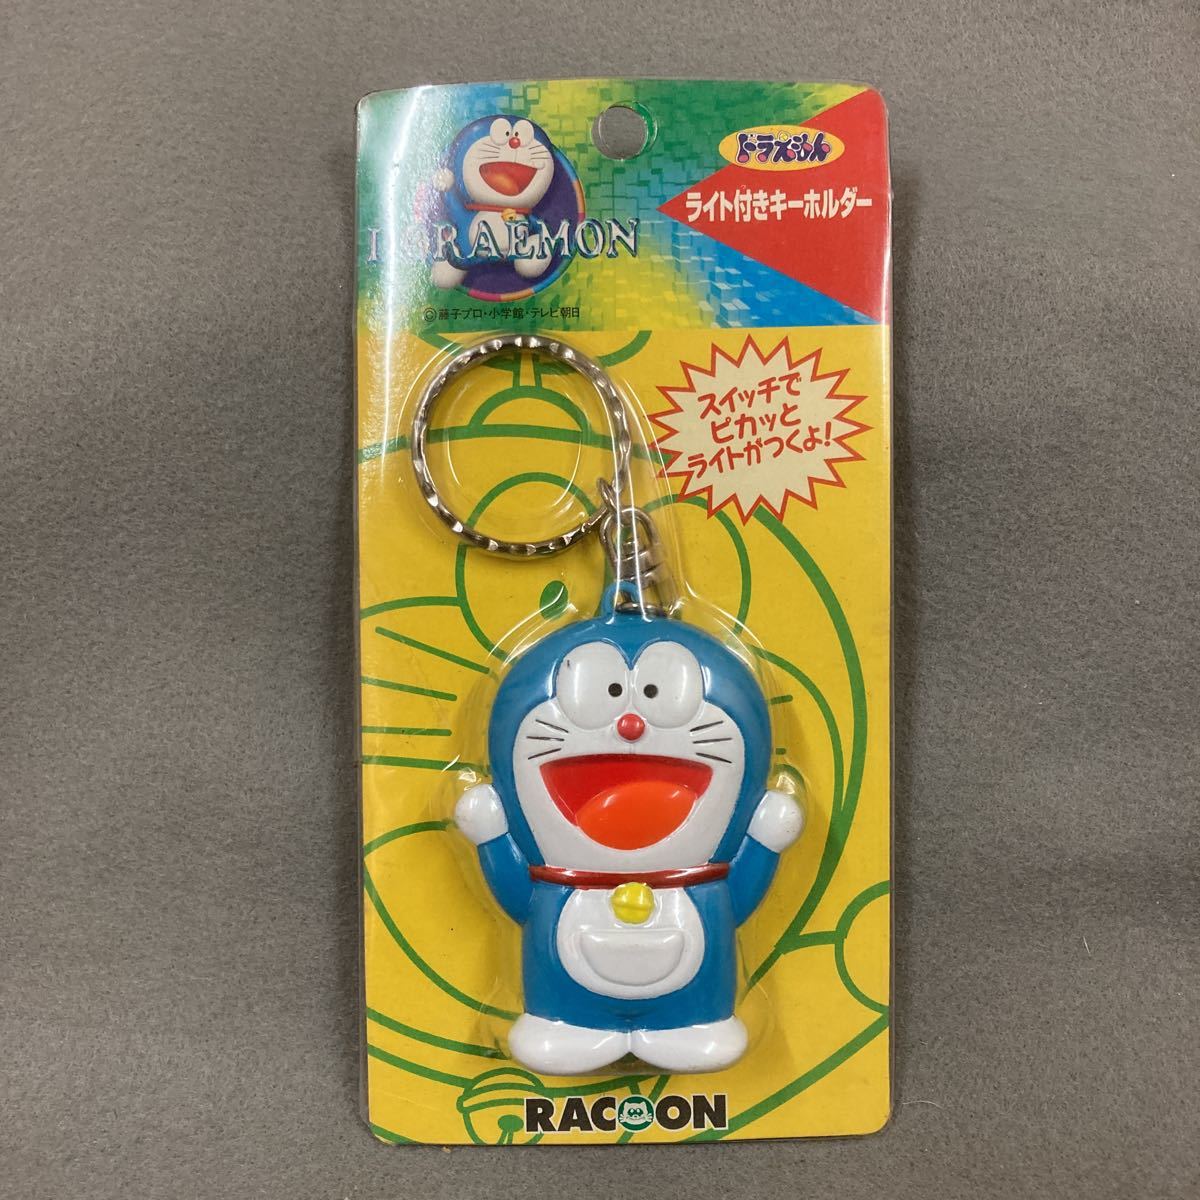 ドラえもん
ライト付きキーホルダー
DORAEMON
©藤子プロ・小学館・テレビ朝日
スイッチで
ピカッと
ライトがつくよ!
RACOON